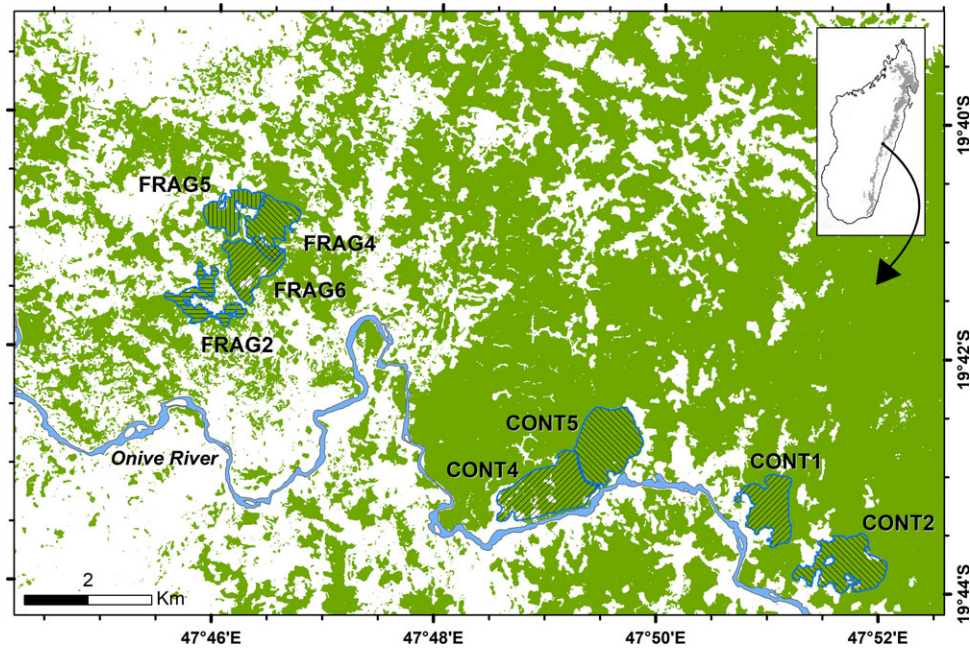 19°40'S
FRAG5
FRAG4
FRAG6
FRAG2
19°42'S
CONT5
Onive River
CONT4
CONT1
CONT2
2
Km
19°44'S
47°46'E
47°48'E
47°50'E
47°52'E